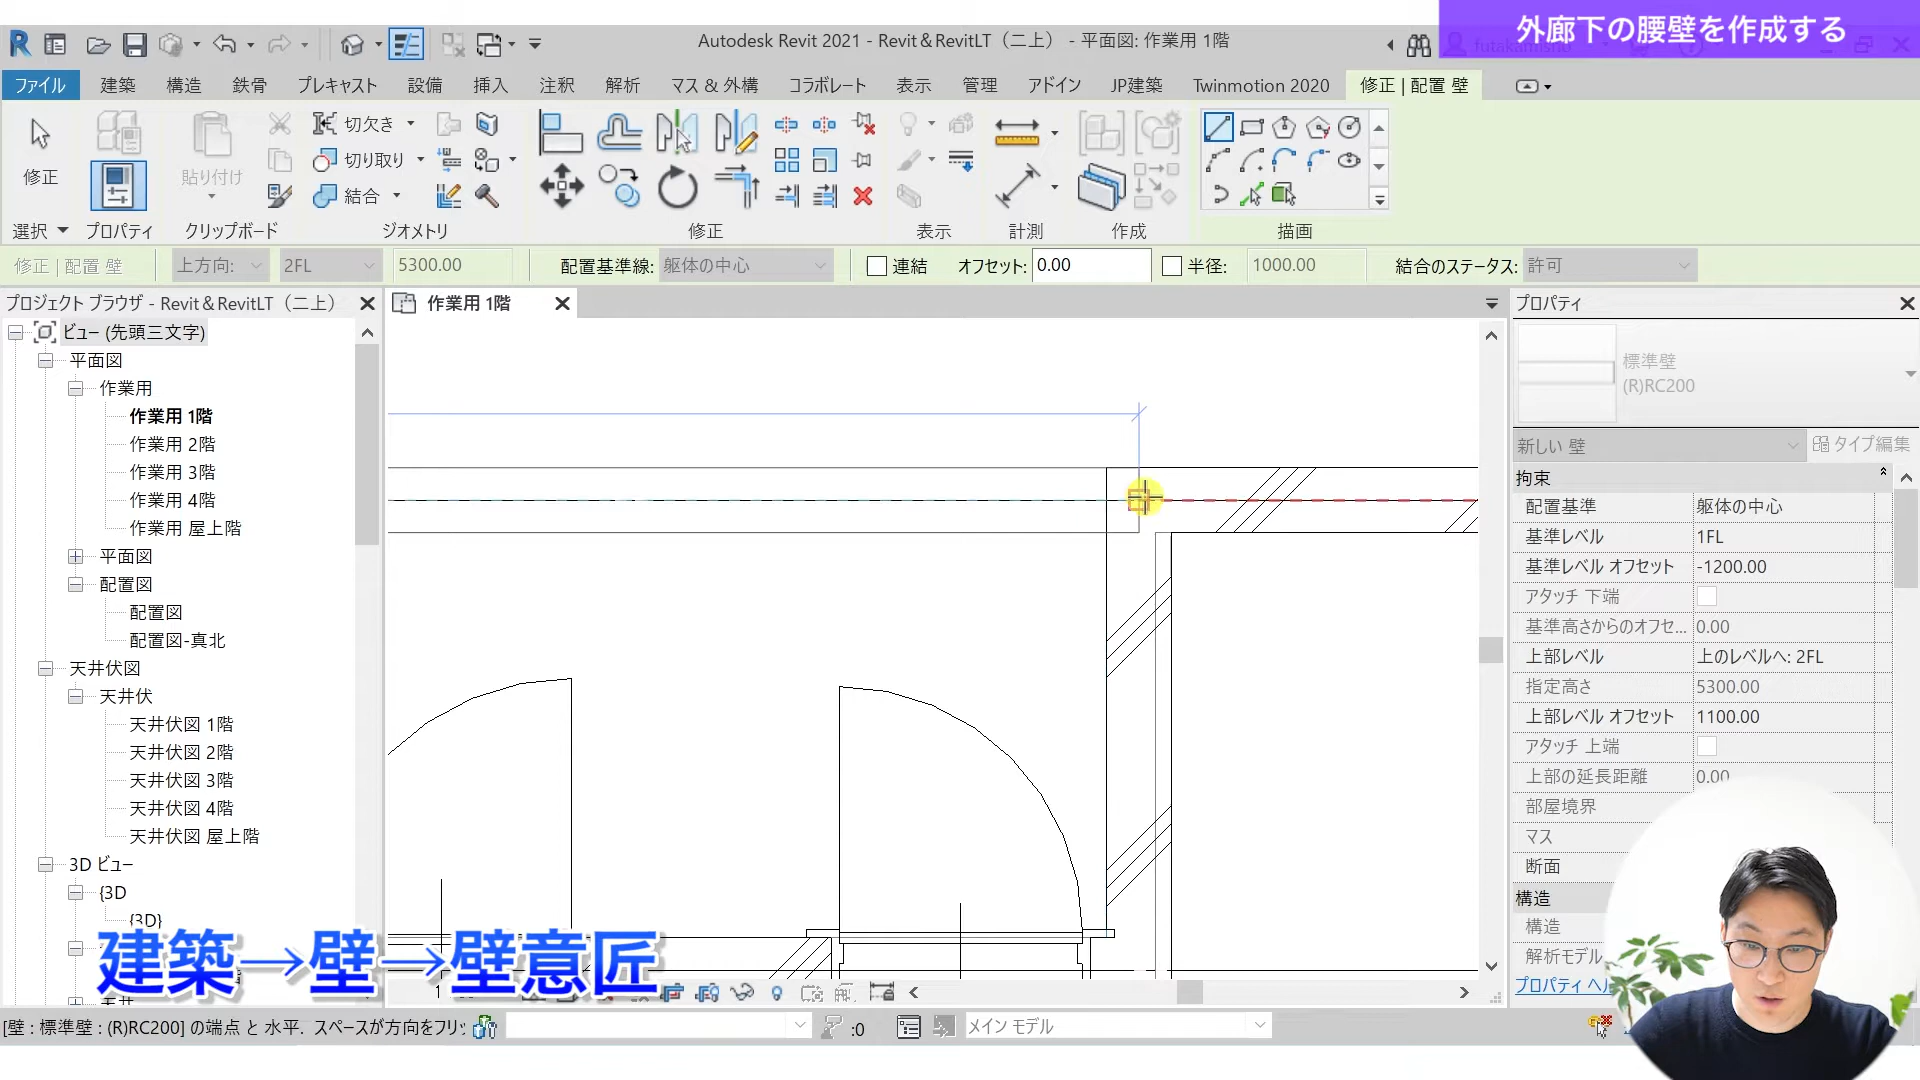 外廊下の腰壁を作成する
Autodesk Revit 2021 - Revit＆RevitLT（二上） - 平面図: 作業用 1階
ファイル 建築 構造 鉄骨 プレキャスト 設備 挿入 注釈 解析 マス & 外構 コラボレート 表示 管理 アドイン JP建築 Twinmotion 2020 修正 | 配置 壁
切欠き
切り取り
修正 貼り付け
結合
選択 プロパティ クリップボード ジオメトリ 修正 表示 計測 作成 描画
修正 | 配置 壁 上方向: 2FL 5300.00 配置基準線: 躯体の中心 連結 オフセット: 0.00 半径: 1000.00 結合のステータス: 許可
プロジェクト ブラウザ - Revit＆RevitLT（二上）
ビュー (先頭三文字)
平面図
作業用
作業用 1階
作業用 2階
作業用 3階
作業用 4階
作業用 屋上階
平面図
配置図
配置図
配置図-真北
天井伏図
天井伏
天井伏図 1階
天井伏図 2階
天井伏図 3階
天井伏図 4階
天井伏図 屋上階
3D ビュー
{3D
{3D}
作業用 1階
プロパティ
標準壁
(R)RC200
新しい 壁 タイプ編集
拘束
配置基準 躯体の中心
基準レベル 1FL
基準レベル オフセット -1200.00
アタッチ 下端
基準高さからのオフセ... 0.00
上部レベル 上のレベルへ: 2FL
指定高さ 5300.00
上部レベル オフセット 1100.00
アタッチ 上端
上部の延長距離 0.00
部屋境界
マス
断面
構造
構造
解析モデル
プロパティ ヘル
建築→壁→壁意匠
[壁 : 標準壁 : (R)RC200] の端点 と 水平. スペースが方向をフリッ
:0 メイン モデル